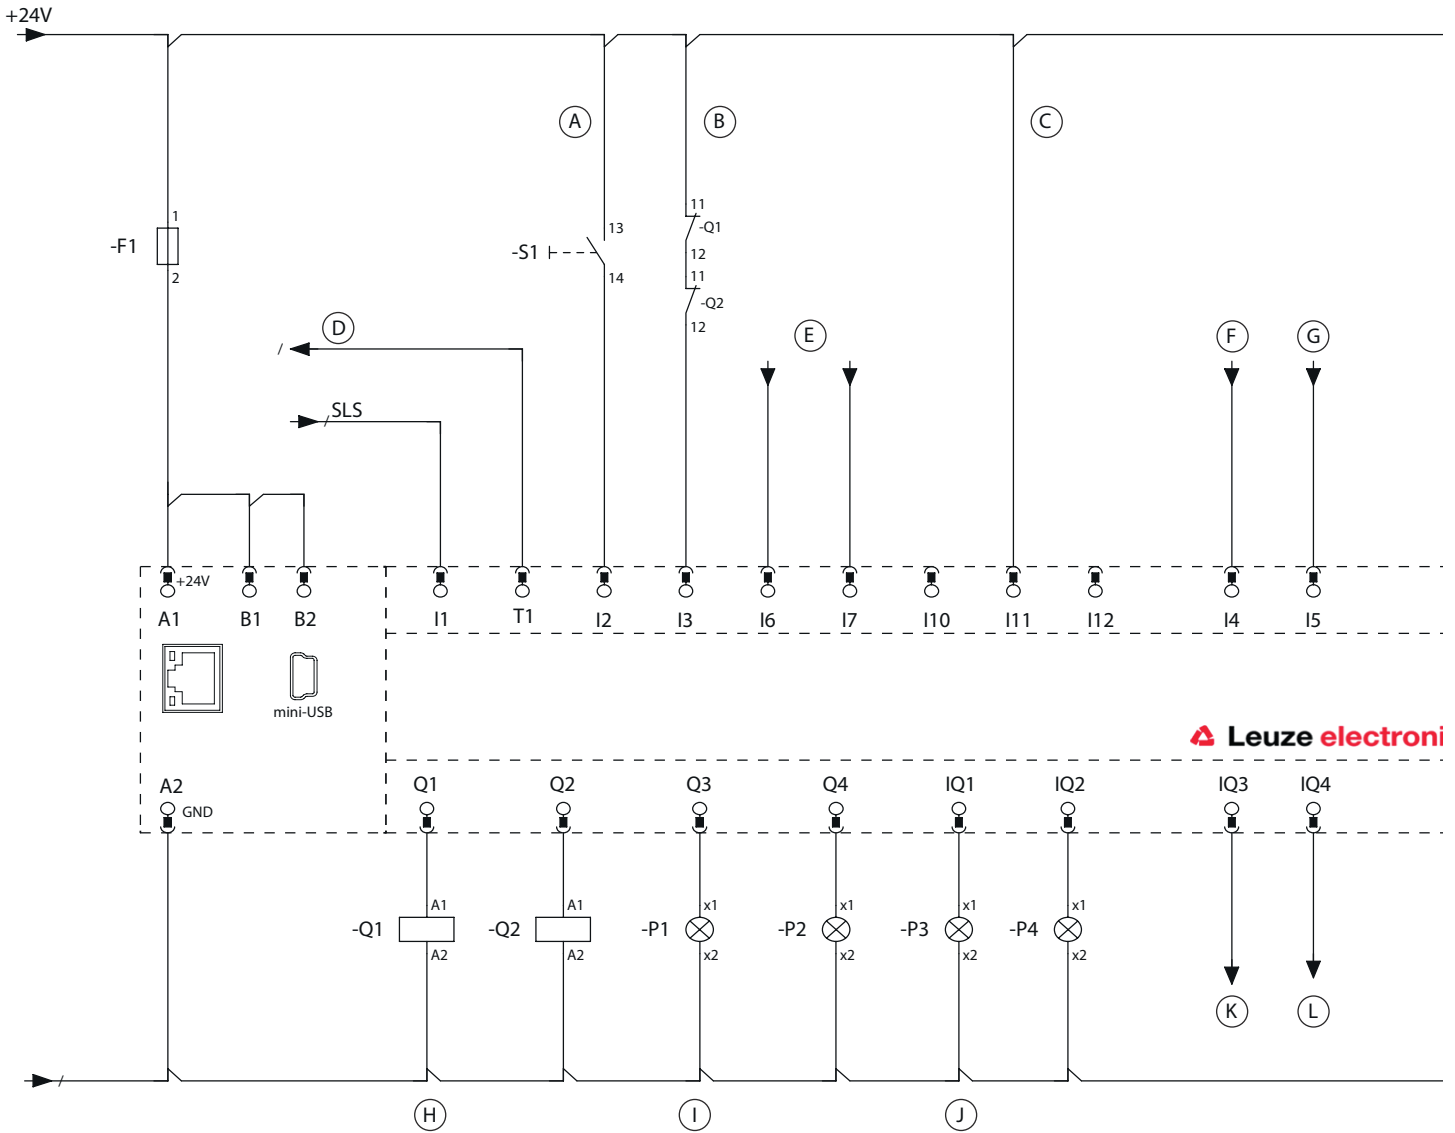 +24V
A
B
C
1
-F1
2
13
-S1
14
11
-Q1
12
11
-Q2
12
D
E
F
G
SLS
+24V
A1
B1
B2
I1
T1
I2
I3
I6
I7
I10
I11
I12
I4
I5
mini-USB
Leuze electroni
A2
GND
Q1
Q2
Q3
Q4
IQ1
IQ2
IQ3
IQ4
A1
A1
x1
x1
x1
x1
-Q1
-Q2
-P1
-P2
-P3
-P4
A2
A2
x2
x2
x2
x2
K
L
H
I
J